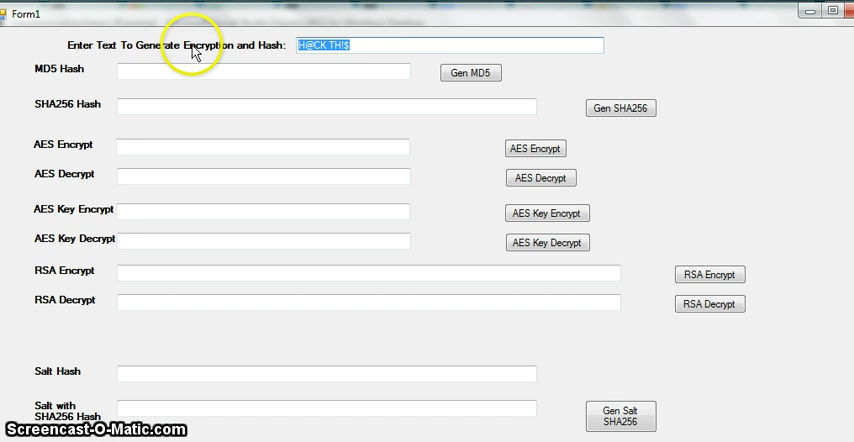 Form1
Enter Text To Generate Encryption and Hash: H@CK TH!$
MD5 Hash Gen MD5
SHA256 Hash Gen SHA256
AES Encrypt AES Encrypt
AES Decrypt AES Decrypt
AES Key Encrypt AES Key Encrypt
AES Key Decrypt AES Key Decrypt
RSA Encrypt RSA Encrypt
RSA Decrypt RSA Decrypt
Salt Hash
Salt with
SHA256 Hash
Gen Salt
SHA256
Screencast-O-Matic.com